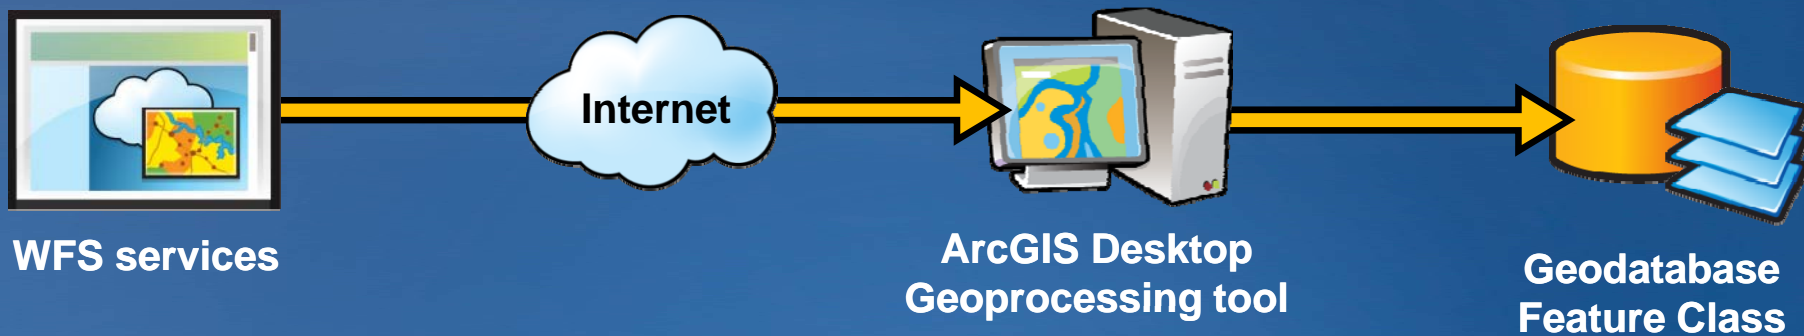 WFS services
Internet
ArcGIS Desktop
Geoprocessing tool
Geodatabase
Feature Class